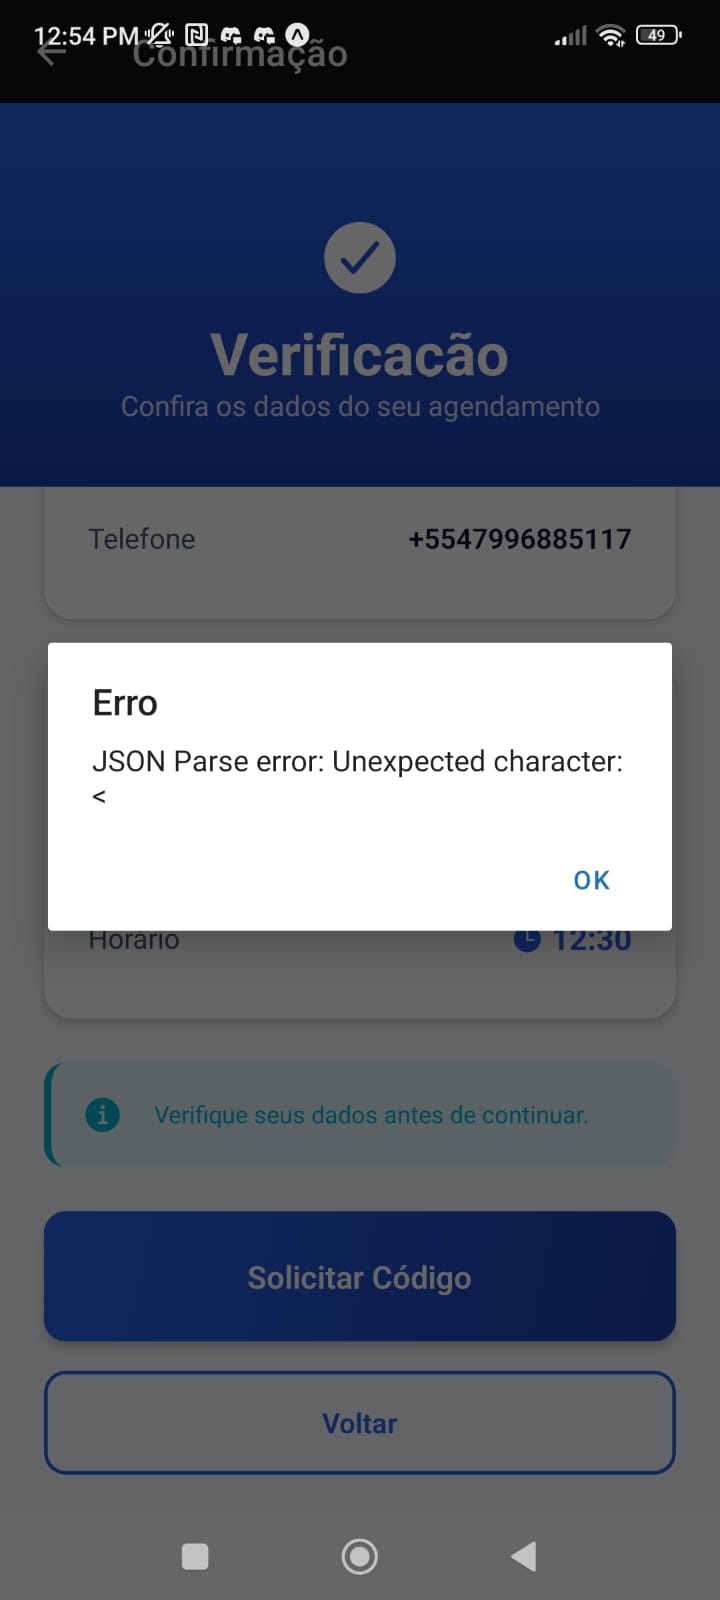 12:54 PM
49
Confirmação
Verificacão
Confira os dados do seu agendamento
Telefone +5547996885117
Erro
JSON Parse error: Unexpected character:
<
OK
Horário 12:30
Verifique seus dados antes de continuar.
Solicitar Código
Voltar